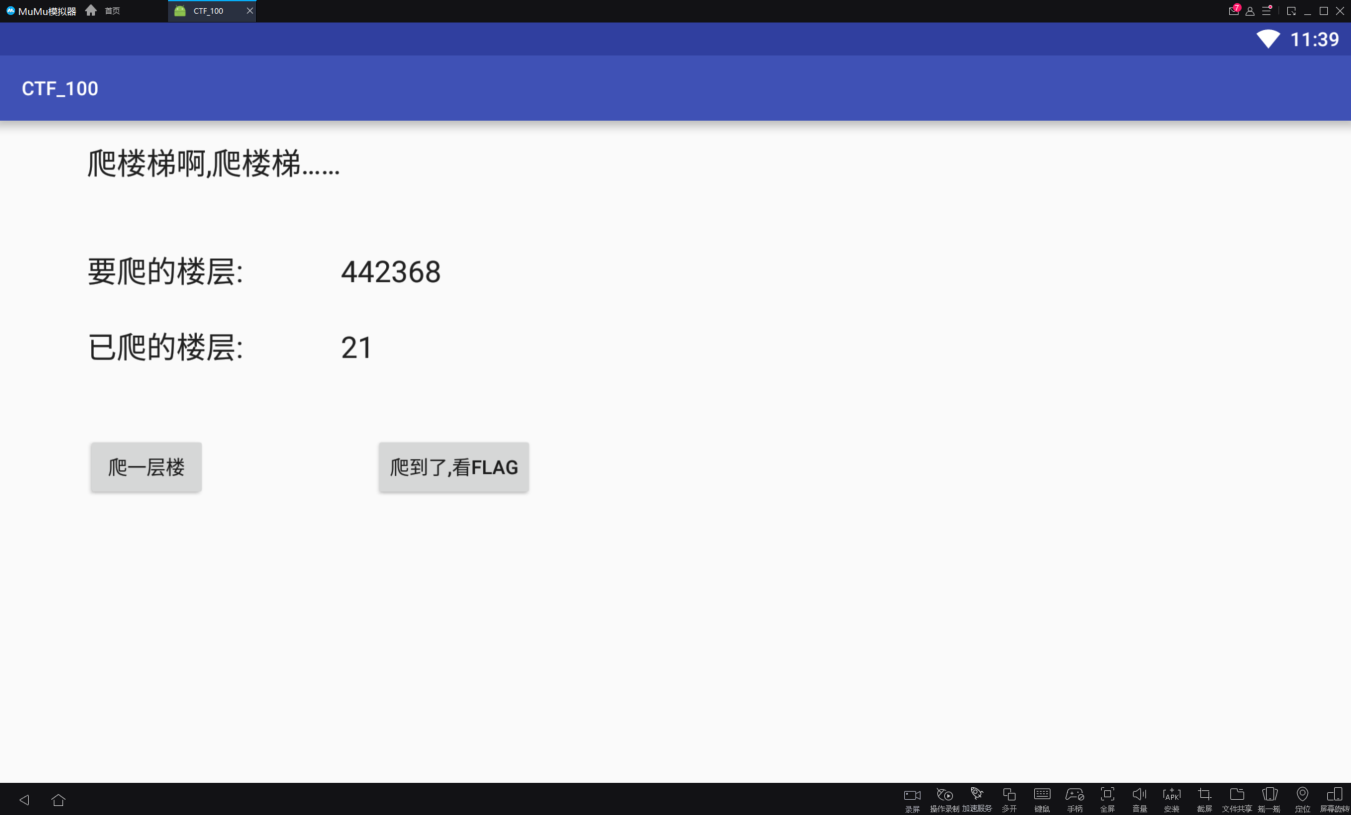 MuMu模拟器 首页 CTF_100 7
11:39
CTF_100
爬楼梯啊,爬楼梯……
要爬的楼层: 442368
已爬的楼层: 21
爬一层楼 爬到了,看FLAG
录屏 操作录制 加速服务 多开 键鼠 手柄 全屏 音量 安装 截屏 文件共享 摇一摇 定位 屏幕旋转